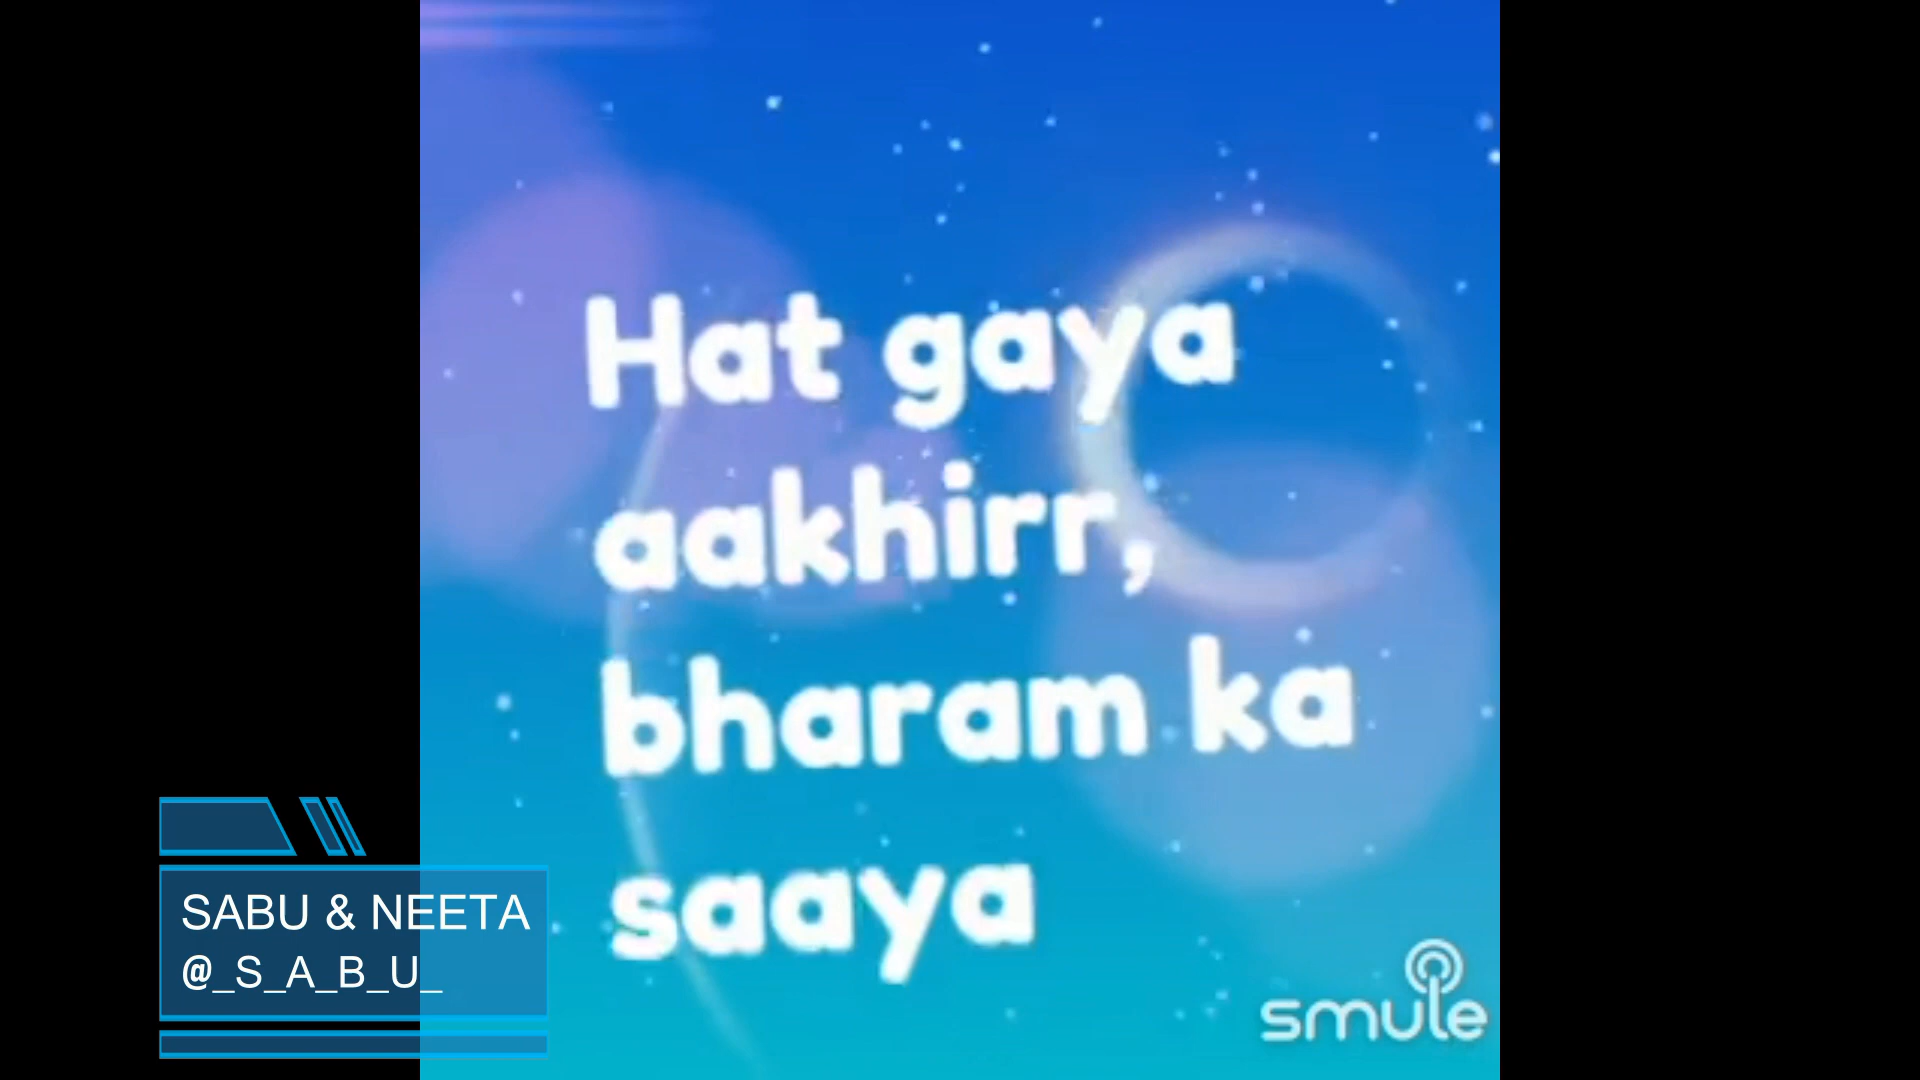 Hat gaya
aakhirr,
bharam ka
saaya
SABU & NEETA
@_S_A_B_U_
smule